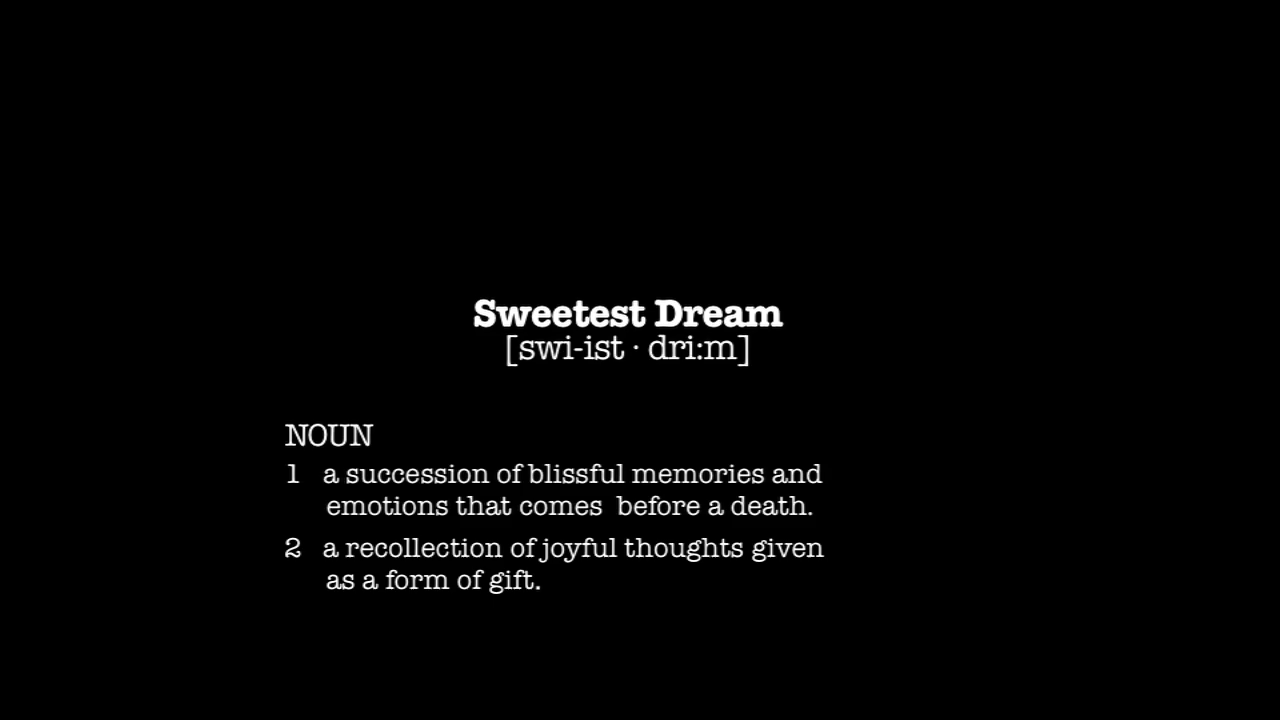 Sweetest Dream
[swi-ist · dri:m]
NOUN
1 a succession of blissful memories and
emotions that comes before a death.
2 a recollection of joyful thoughts given
as a form of gift.